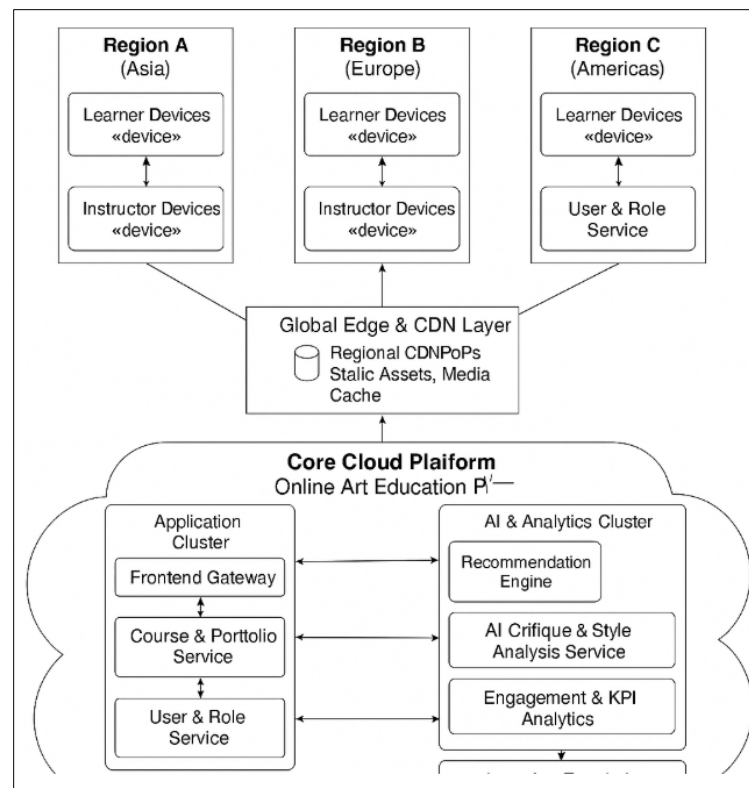 Region A
(Asia)
Learner Devices
«device»
Instructor Devices
«device»
Region B
(Europe)
Learner Devices
«device»
Instructor Devices
«device»
Region C
(Americas)
Learner Devices
«device»
User & Role
Service
Global Edge & CDN Layer
Regional CDNPoPs
Stalic Assets, Media
Cache
Core Cloud Plaiform
Online Art Education
Application
Cluster
Frontend Gateway
Course & Porttolio
Service
User & Role
Service
AI & Analytics Cluster
Recommendation
Engine
AI Crifique & Style
Analysis Service
Engagement & KPI
Analytics